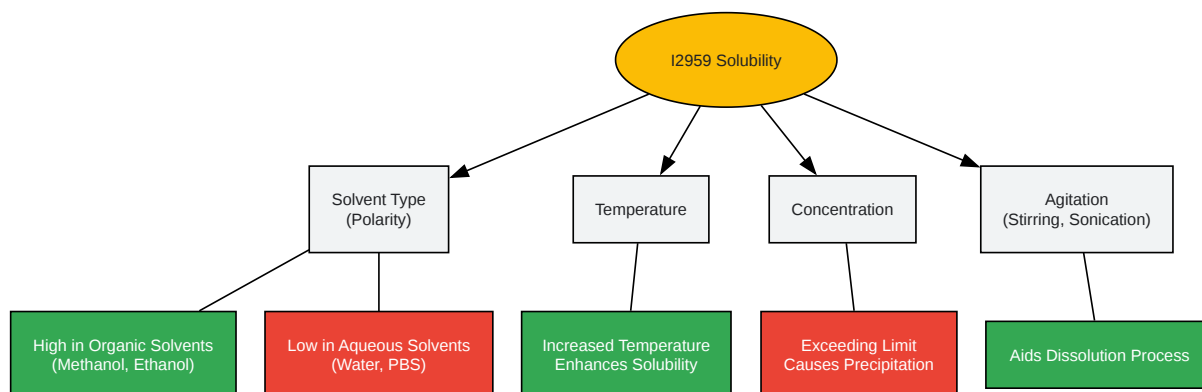 I2959 Solubility
Solvent Type
(Polarity)
Temperature
Concentration
Agitation
(Stirring, Sonication)
High in Organic Solvents
(Methanol, Ethanol)
Low in Aqueous Solvents
(Water, PBS)
Increased Temperature
Enhances Solubility
Exceeding Limit
Causes Precipitation
Aids Dissolution Process